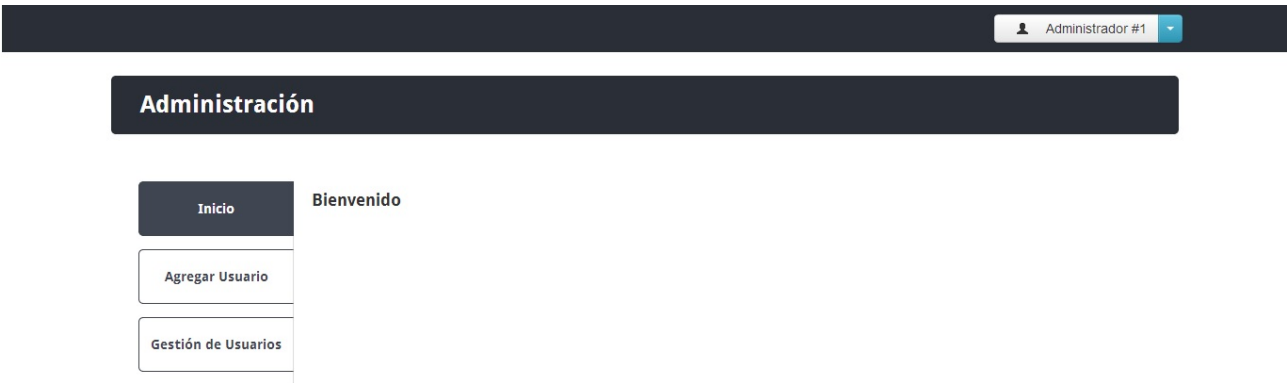 Administrador #1
Administración
Inicio
Bienvenido
Agregar Usuario
Gestión de Usuarios